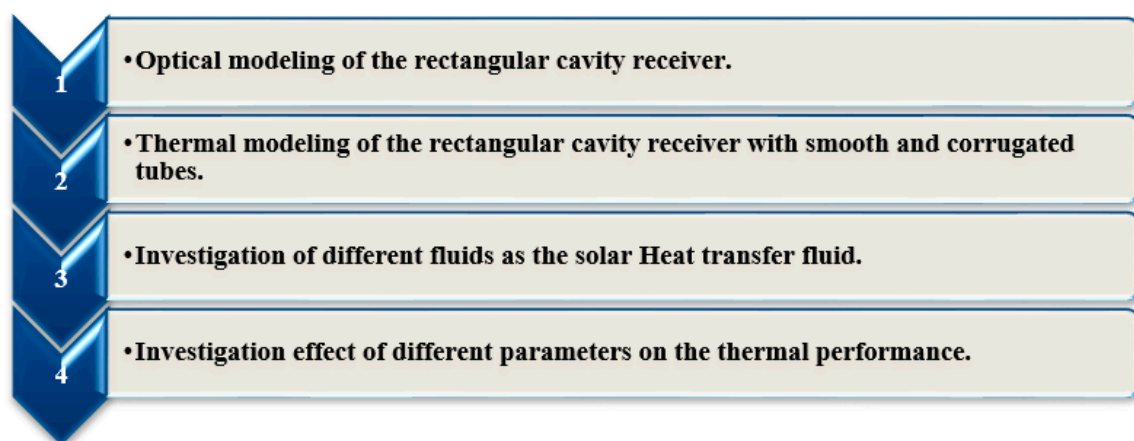 1
•Optical modeling of the rectangular cavity receiver.
2
•Thermal modeling of the rectangular cavity receiver with smooth and corrugated
tubes.
3
•Investigation of different fluids as the solar Heat transfer fluid.
4
•Investigation effect of different parameters on the thermal performance.